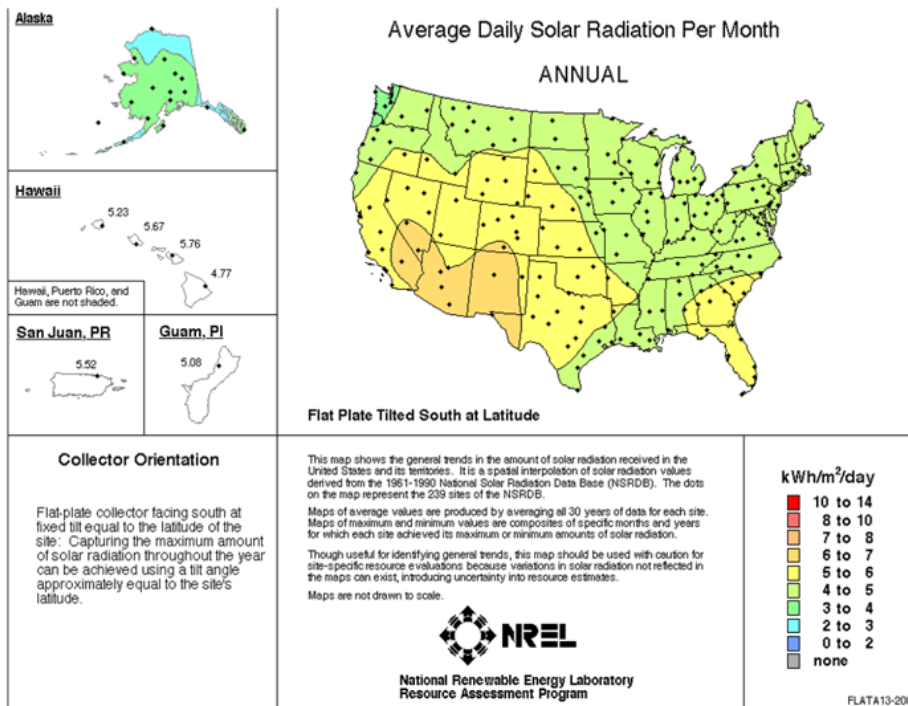 Alaska
Average Daily Solar Radiation Per Month
ANNUAL
Hawaii
5.23
5.67
5.76
4.77
Hawaii, Puerto Rico, and
Guam are not shaded.
San Juan, PR
5.52
Guam, PI
5.08
Flat Plate Tilted South at Latitude
Collector Orientation
Flat-plate collector facing south at
fixed tilt equal to the latitude of the
site: Capturing the maximum amount
of solar radiation throughout the year
can be achieved using a tilt angle
approximately equal to the site's
latitude.
This map shows the general trends in the amount of solar radiation received in the
United States and its territories. It is a spatial interpolation of solar radiation values
derived from the 1961-1990 National Solar Radiation Data Base (NSRDB). The dots
on the map represent the 239 sites of the NSRDB.
Maps of average values are produced by averaging all 30 years of data for each site.
Maps of maximum and minimum values are composites of specific months and years
for which each site achieved its maximum or minimum amounts of solar radiation.
Though useful for identifying general trends, this map should be used with caution for
site-specific resource evaluations because variations in solar radiation not reflected in
the maps can exist, introducing uncertainty into resource estimates.
Maps are not drawn to scale.
NREL
National Renewable Energy Laboratory
Resource Assessment Program
kWh/m²/day
10 to 14
8 to 10
7 to 8
6 to 7
5 to 6
4 to 5
3 to 4
2 to 3
0 to 2
none
FLATA13-208